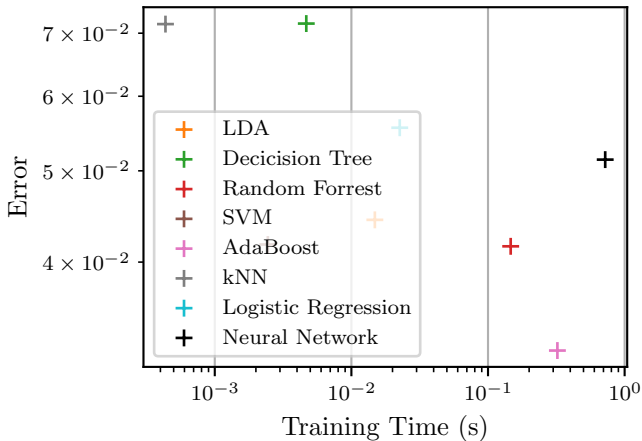 7 × 10⁻²
6 × 10⁻²
5 × 10⁻²
4 × 10⁻²
Error
LDA
Decicision Tree
Random Forrest
SVM
AdaBoost
kNN
Logistic Regression
Neural Network
10⁻³ 10⁻² 10⁻¹ 10⁰
Training Time (s)